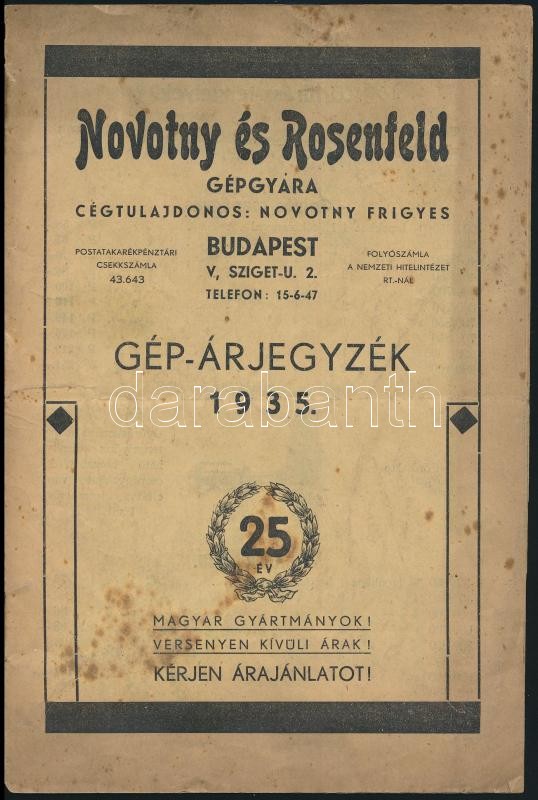 Novotny és Rosenfeld
GÉPGYÁRA
CÉGTULAJDONOS: NOVOTNY FRIGYES
POSTATAKARÉKPÉNZTÁRI
CSEKKSZÁMLA
43.643
BUDAPEST
V, SZIGET-U. 2.
TELEFON: 15-6-47
FOLYÓSZÁMLA
A NEMZETI HITELINTÉZET
RT.-NÁL
GÉP-ÁRJEGYZÉK
darabanth
1935.
25
ÉV
MAGYAR GYÁRTMÁNYOK!
VERSENYEN KÍVÜLI ÁRAK!
KÉRJEN ÁRAJÁNLATOT!